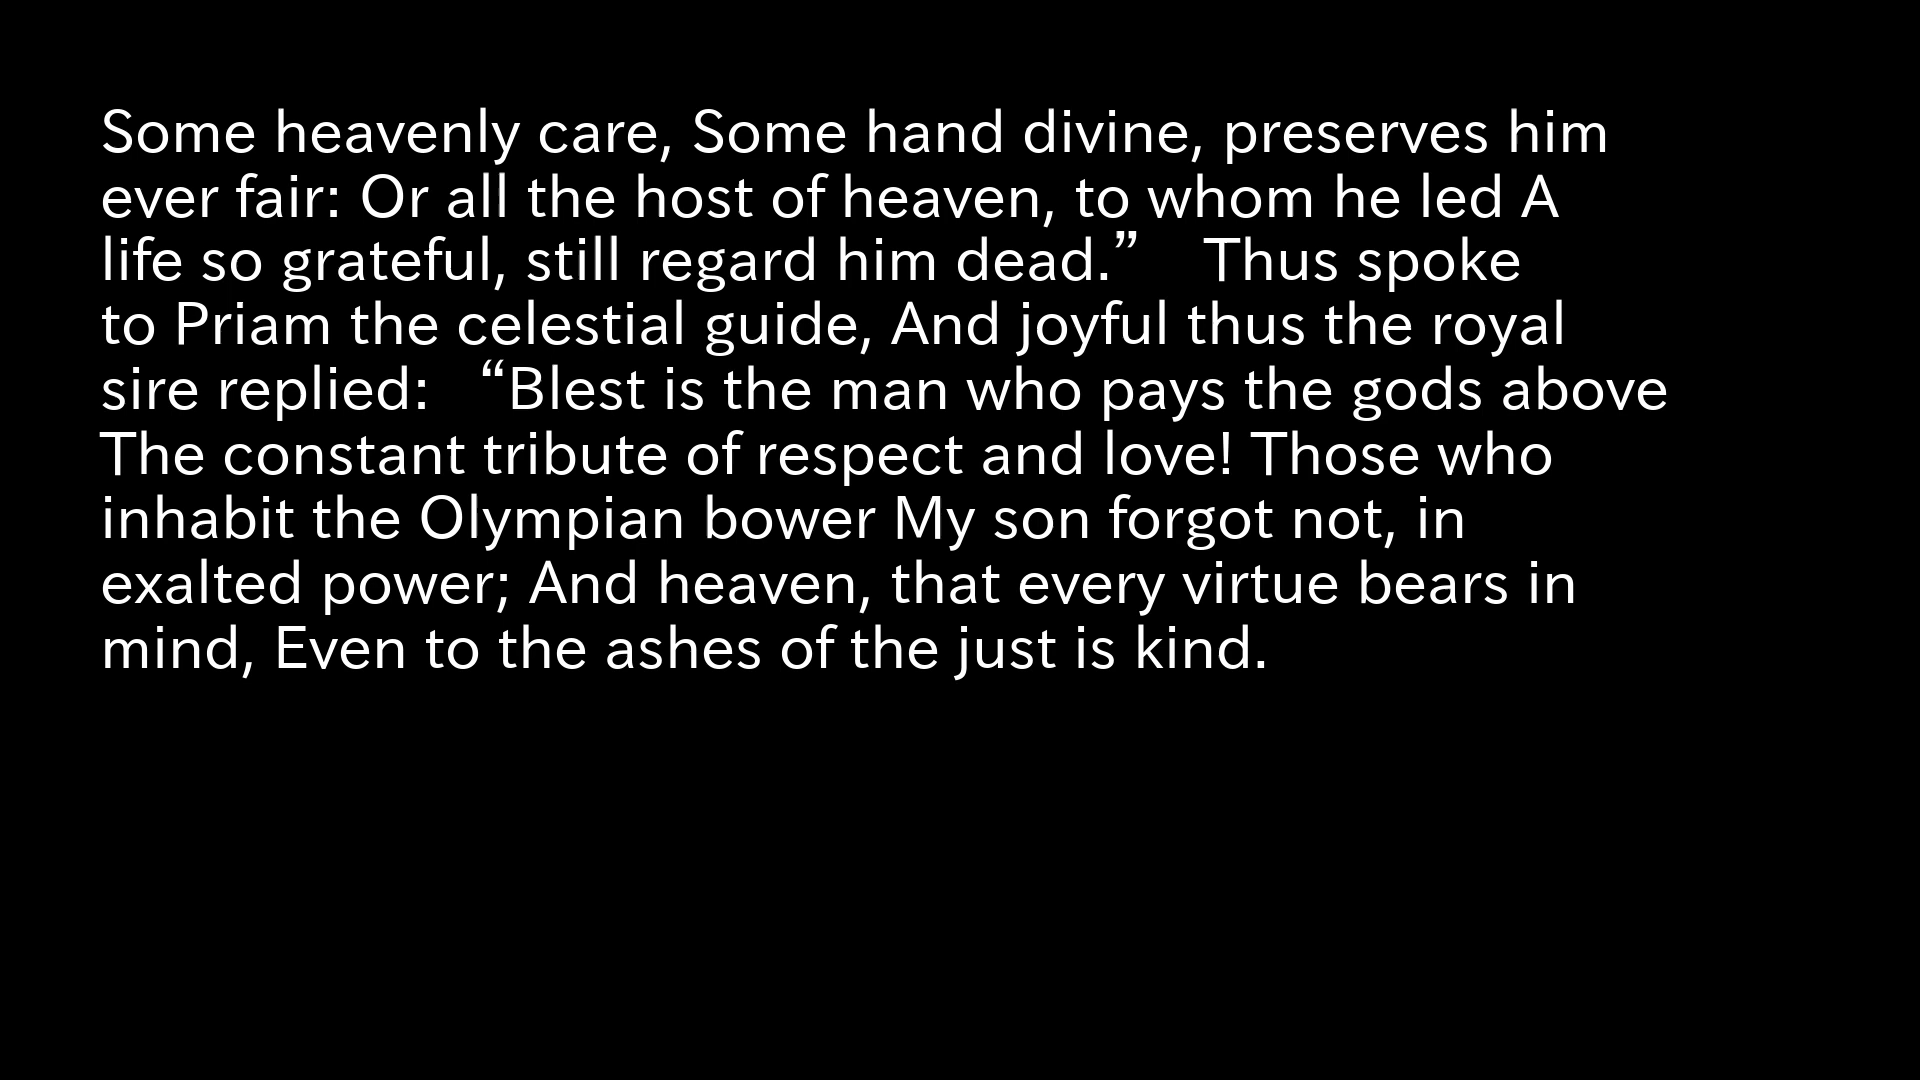 Some heavenly care, Some hand divine, preserves him
ever fair: Or all the host of heaven, to whom he led A
life so grateful, still regard him dead.”    Thus spoke
to Priam the celestial guide, And joyful thus the royal
sire replied:   “Blest is the man who pays the gods above
The constant tribute of respect and love! Those who
inhabit the Olympian bower My son forgot not, in
exalted power; And heaven, that every virtue bears in
mind, Even to the ashes of the just is kind.